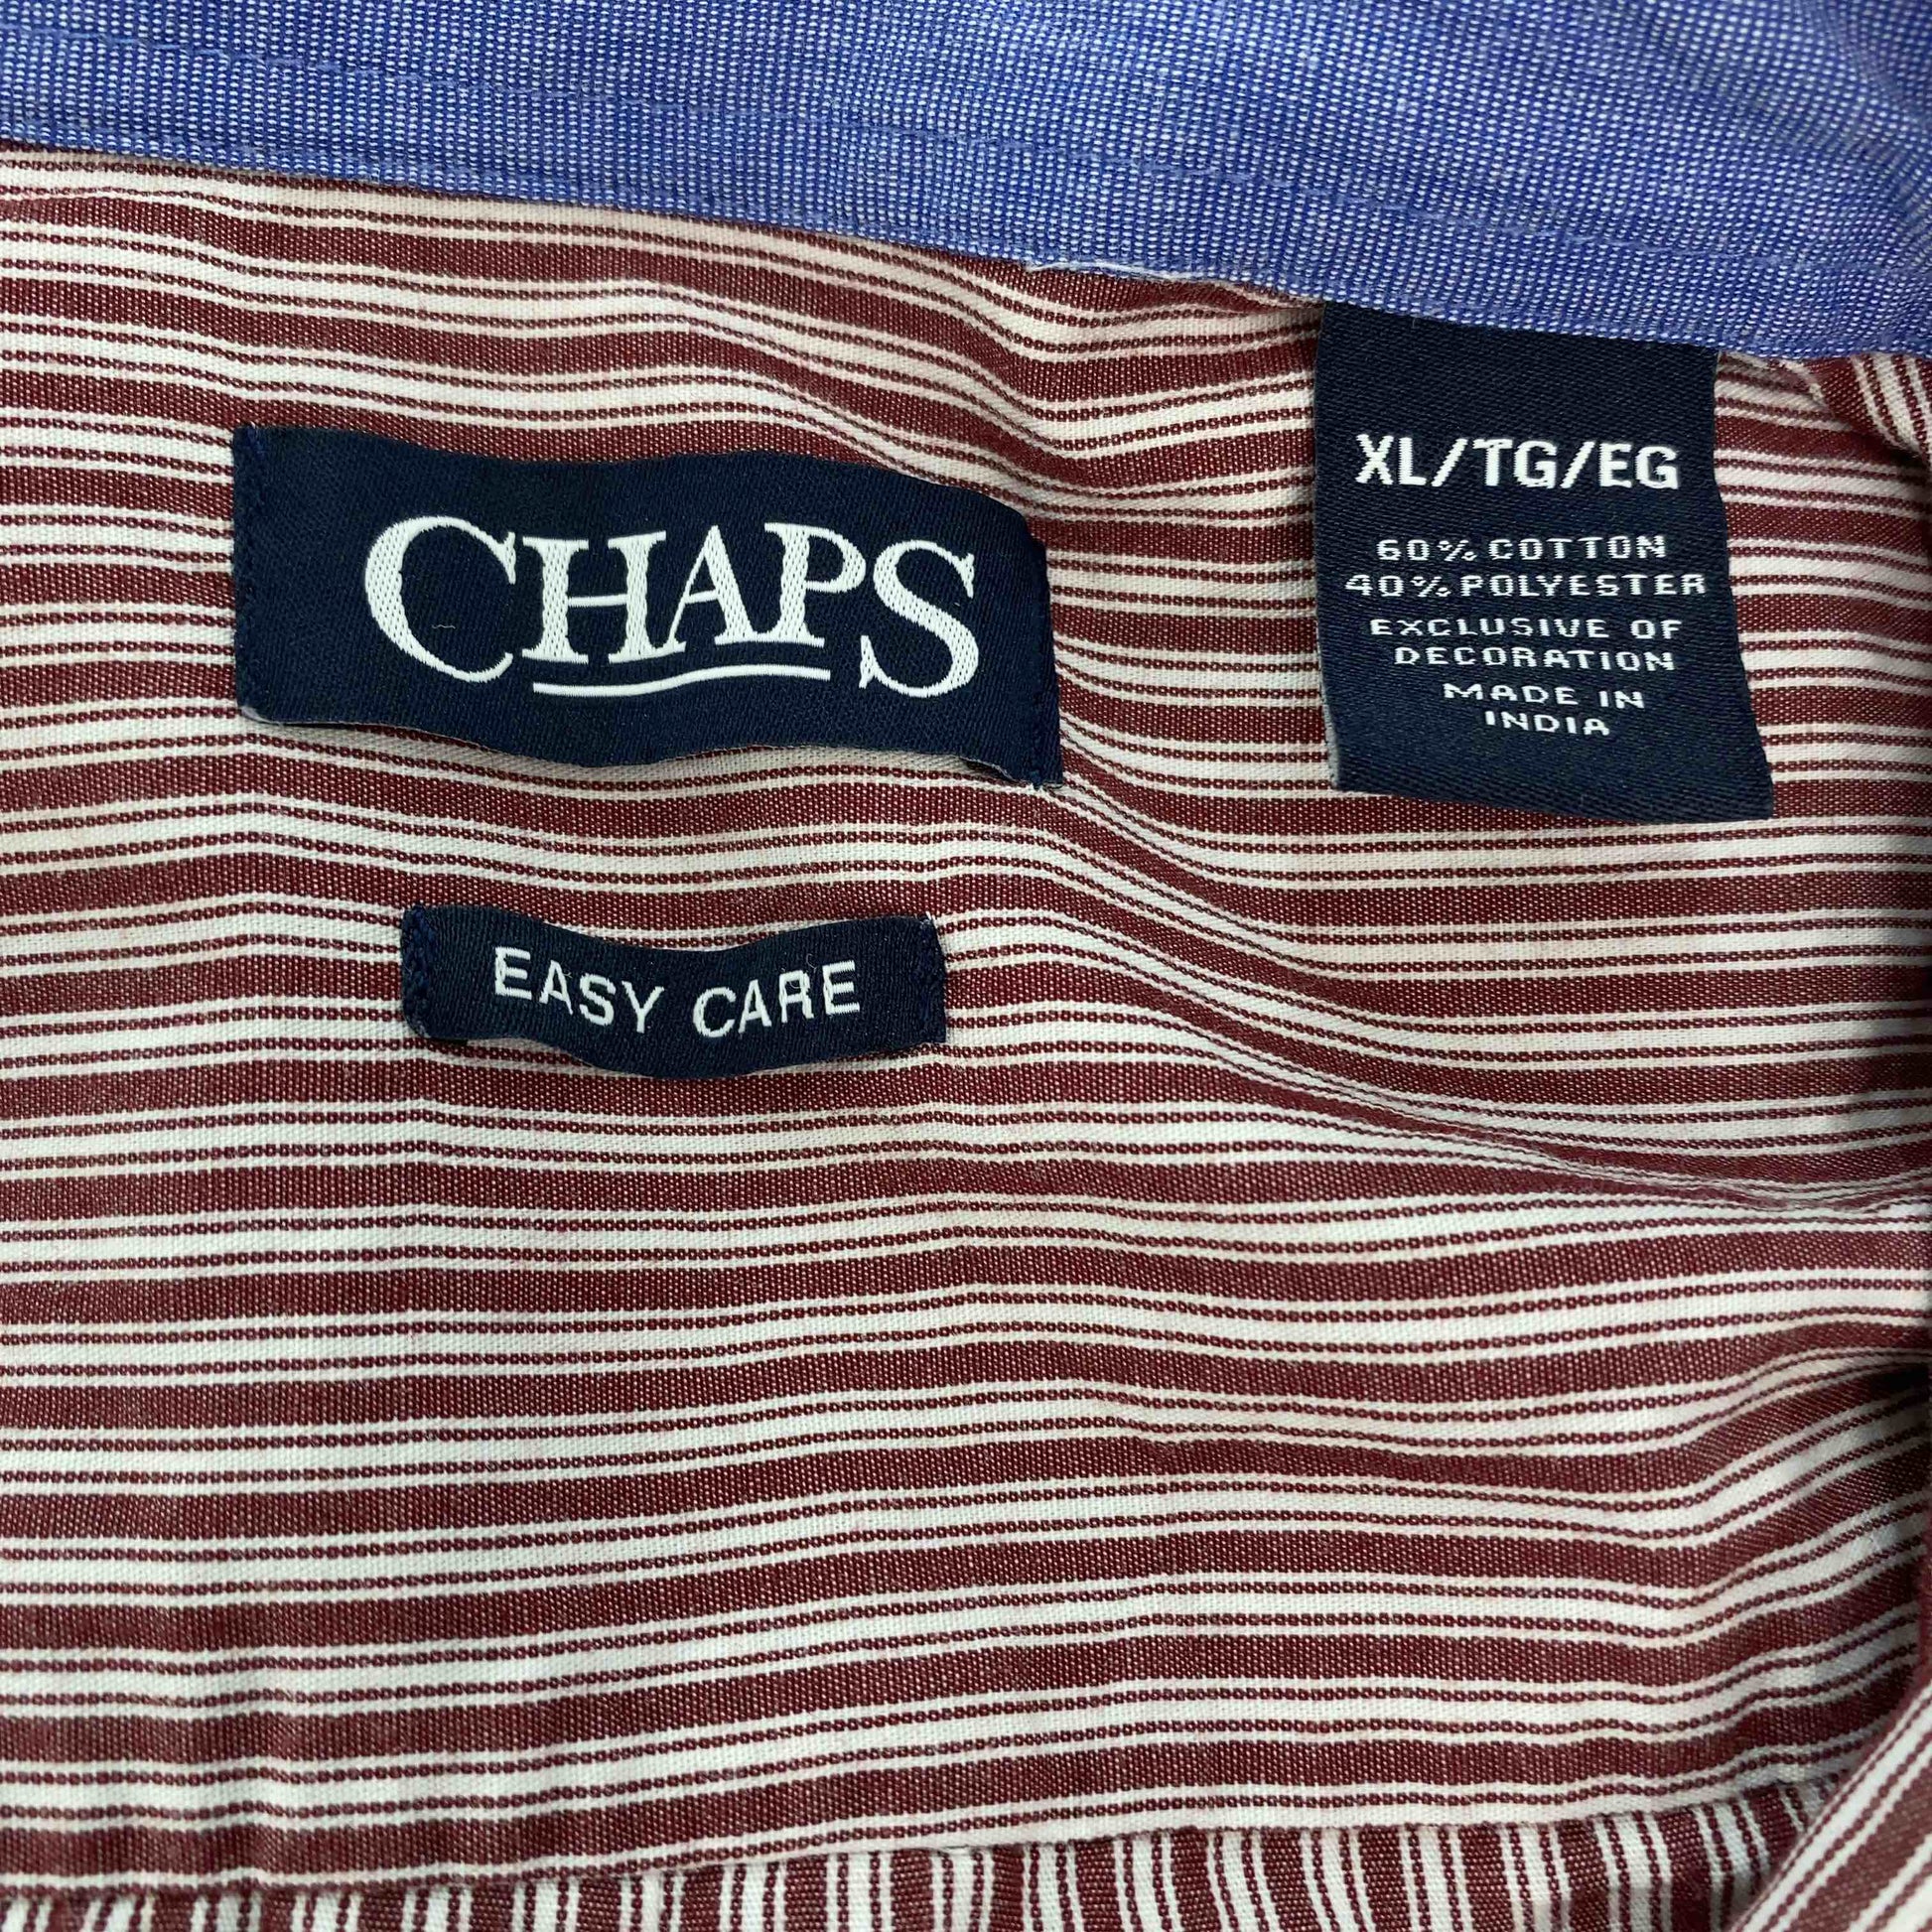 CHAPS
EASY CARE
XL/TG/EG
60% COTTON
40% POLYESTER
EXCLUSIVE OF
DECORATION
MADE IN
INDIA